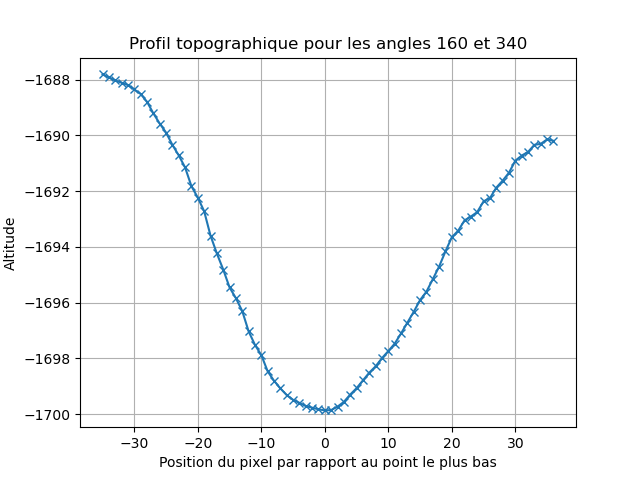 Profil topographique pour les angles 160 et 340
Altitude
−1688
−1690
−1692
−1694
−1696
−1698
−1700
−30 −20 −10 0 10 20 30
Position du pixel par rapport au point le plus bas